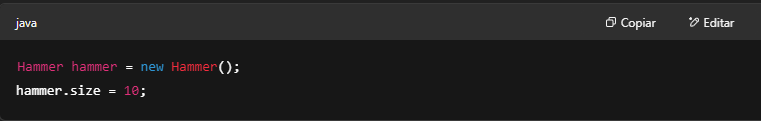 java Copiar Editar
Hammer hammer = new Hammer();
hammer.size = 10;